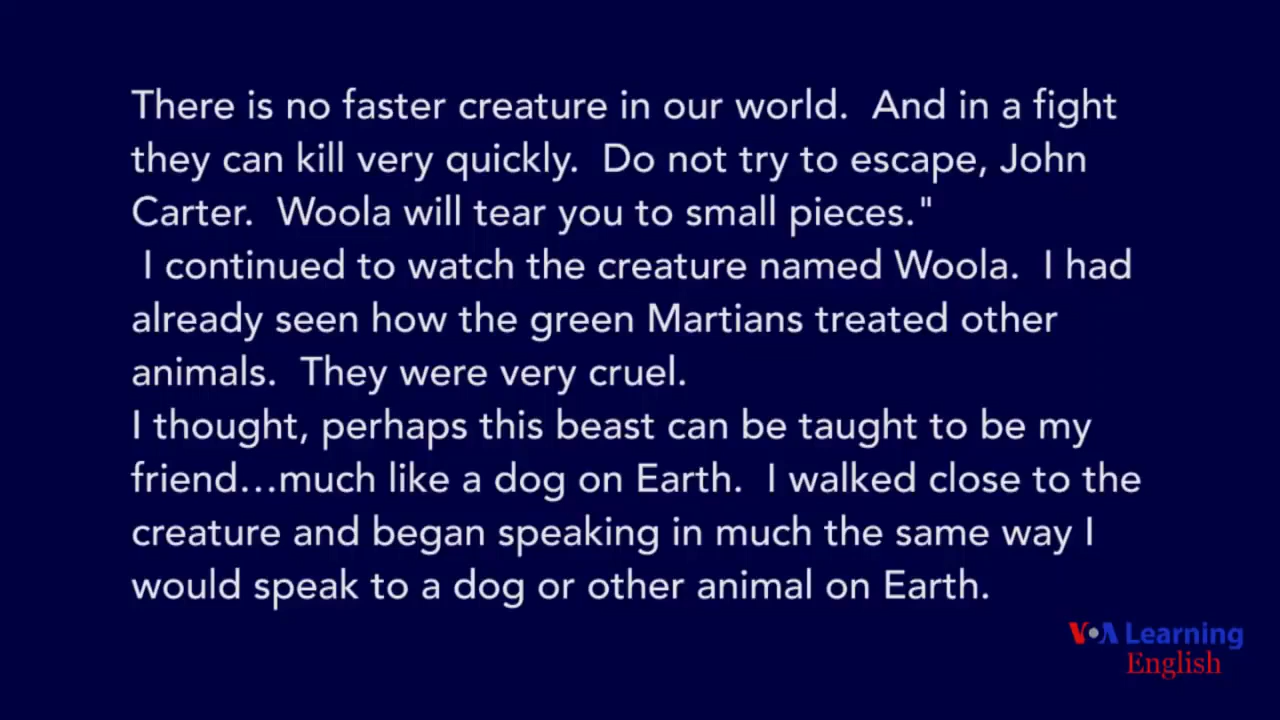 There is no faster creature in our world.  And in a fight
they can kill very quickly.  Do not try to escape, John
Carter.  Woola will tear you to small pieces."
I continued to watch the creature named Woola.  I had
already seen how the green Martians treated other
animals.  They were very cruel.
I thought, perhaps this beast can be taught to be my
friend…much like a dog on Earth.  I walked close to the
creature and began speaking in much the same way I
would speak to a dog or other animal on Earth.
VOA Learning
English